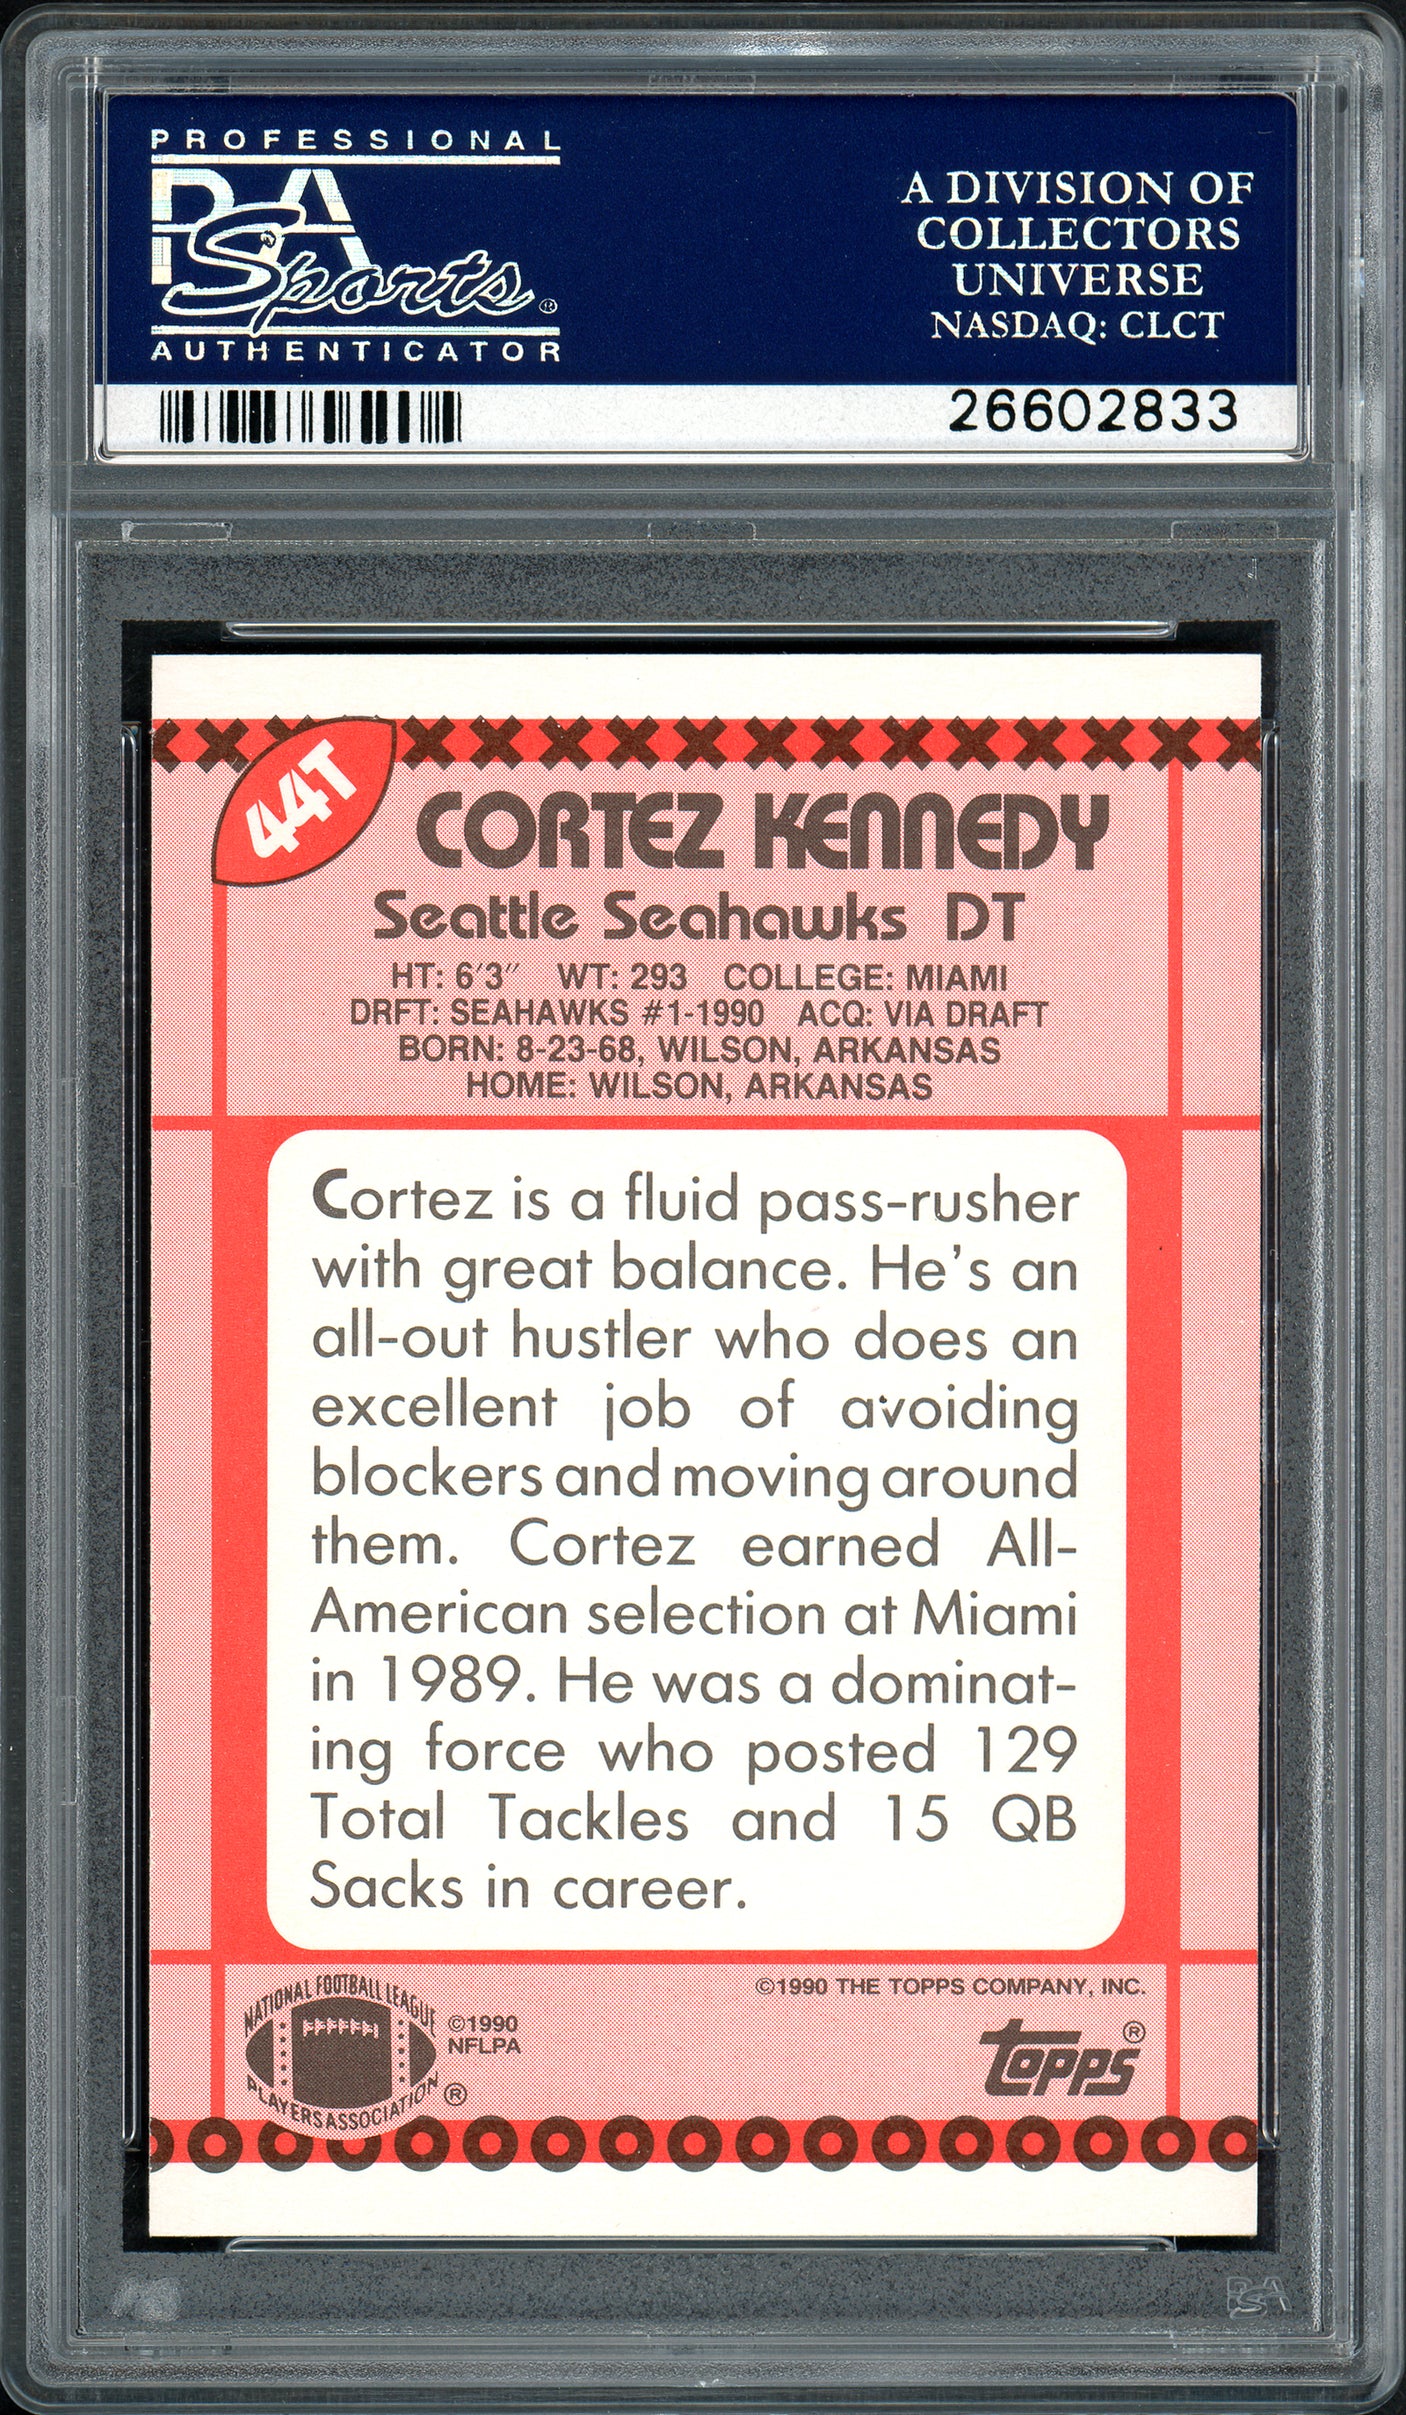 PROFESSIONAL
PSA
Sports®
AUTHENTICATOR
A DIVISION OF
COLLECTORS
UNIVERSE
NASDAQ: CLCT
26602833
44T
CORTEZ KENNEDY
Seattle Seahawks DT
HT: 6'3" WT: 293 COLLEGE: MIAMI
DRFT: SEAHAWKS #1-1990 ACQ: VIA DRAFT
BORN: 8-23-68, WILSON, ARKANSAS
HOME: WILSON, ARKANSAS
Cortez is a fluid pass-rusher
with great balance. He's an
all-out hustler who does an
excellent job of avoiding
blockers and moving around
them. Cortez earned All-
American selection at Miami
in 1989. He was a dominat-
ing force who posted 129
Total Tackles and 15 QB
Sacks in career.
NATIONAL FOOTBALL LEAGUE
PLAYERS ASSOCIATION ®
©1990
NFLPA
©1990 THE TOPPS COMPANY, INC.
Topps®
PSA